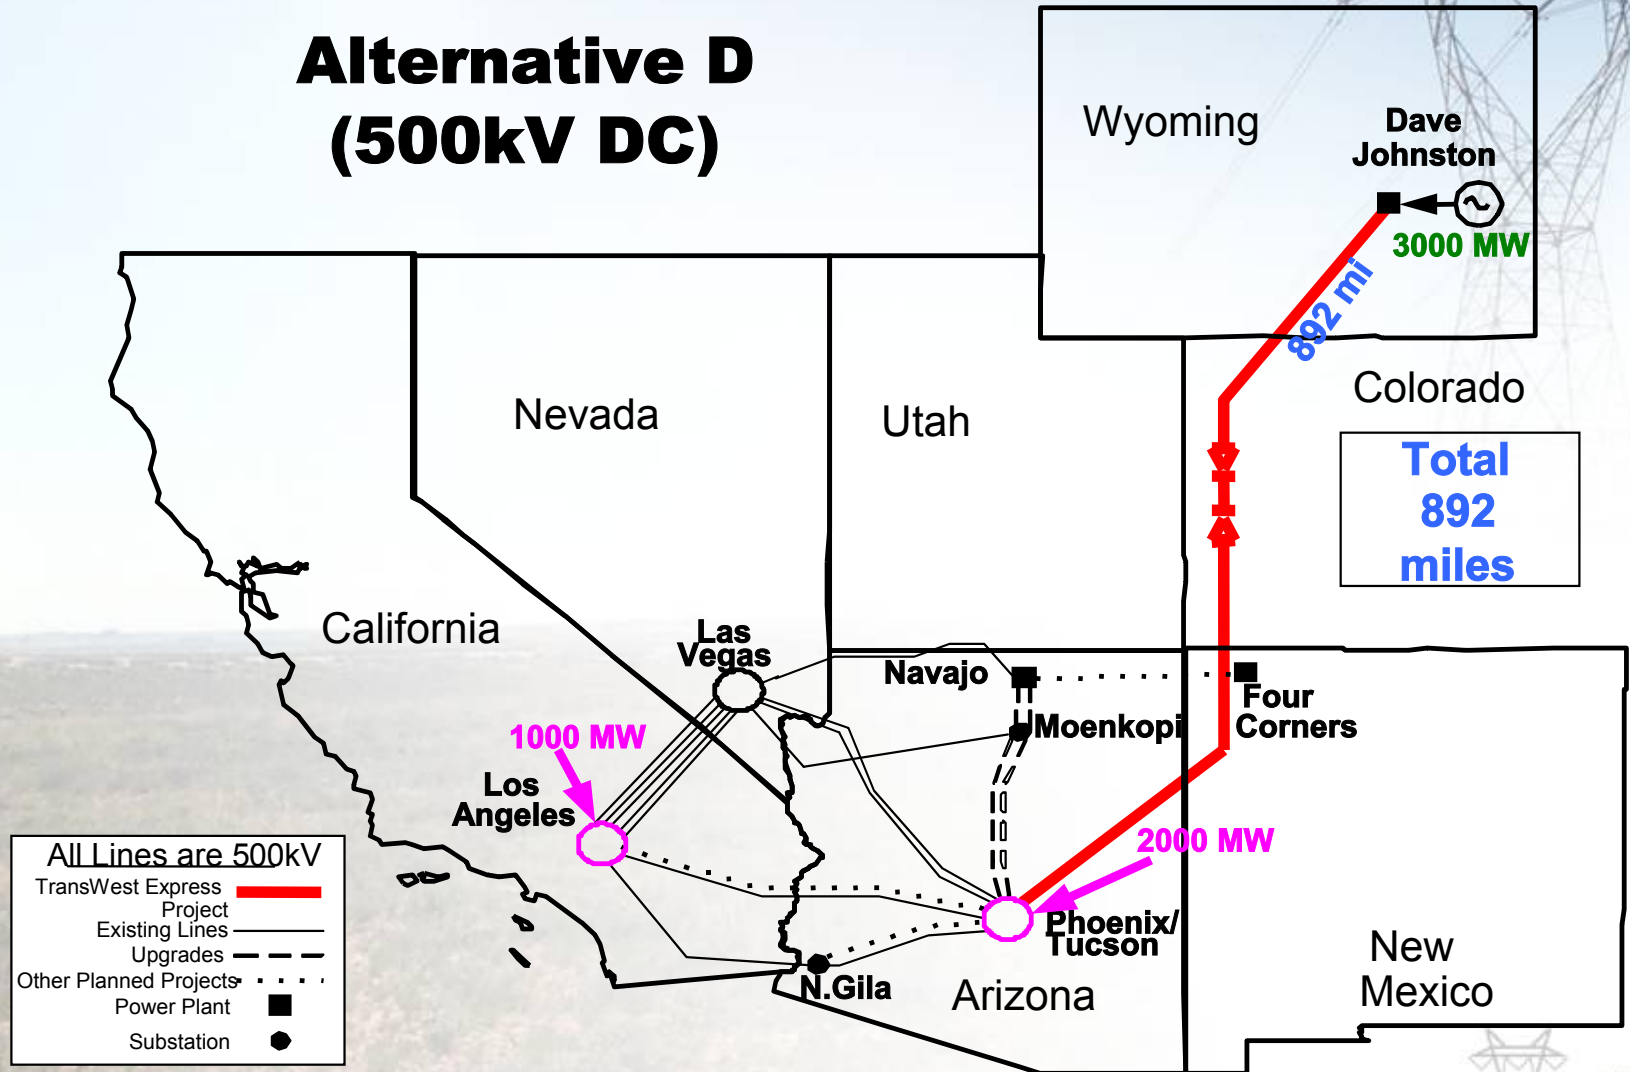 Alternative D
(500kV DC)
Wyoming
Dave
Johnston
3000 MW
892 mi
Colorado
Total
892
miles
Nevada
Utah
California
Las
Vegas
Navajo
Four
Corners
Moenkopi
1000 MW
Los
Angeles
2000 MW
Phoenix/
Tucson
N.Gila
Arizona
New
Mexico
All Lines are 500kV
TransWest Express
Project
Existing Lines
Upgrades
Other Planned Projects
Power Plant
Substation